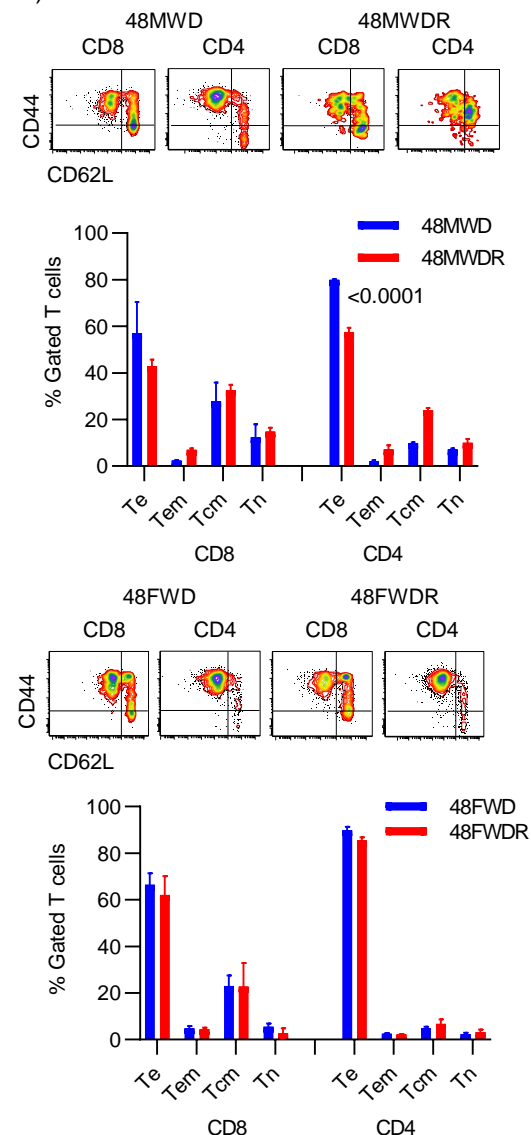 48MWD 48MWDR
CD8 CD4 CD8 CD4
CD44
CD62L
48MWD
48MWDR
% Gated T cells
100
80
60
40
20
0
<0.0001
Te Tem Tcm Tn Te Tem Tcm Tn
CD8 CD4
48FWD 48FWDR
CD8 CD4 CD8 CD4
CD44
CD62L
48FWD
48FWDR
% Gated T cells
100
80
60
40
20
0
Te Tem Tcm Tn Te Tem Tcm Tn
CD8 CD4